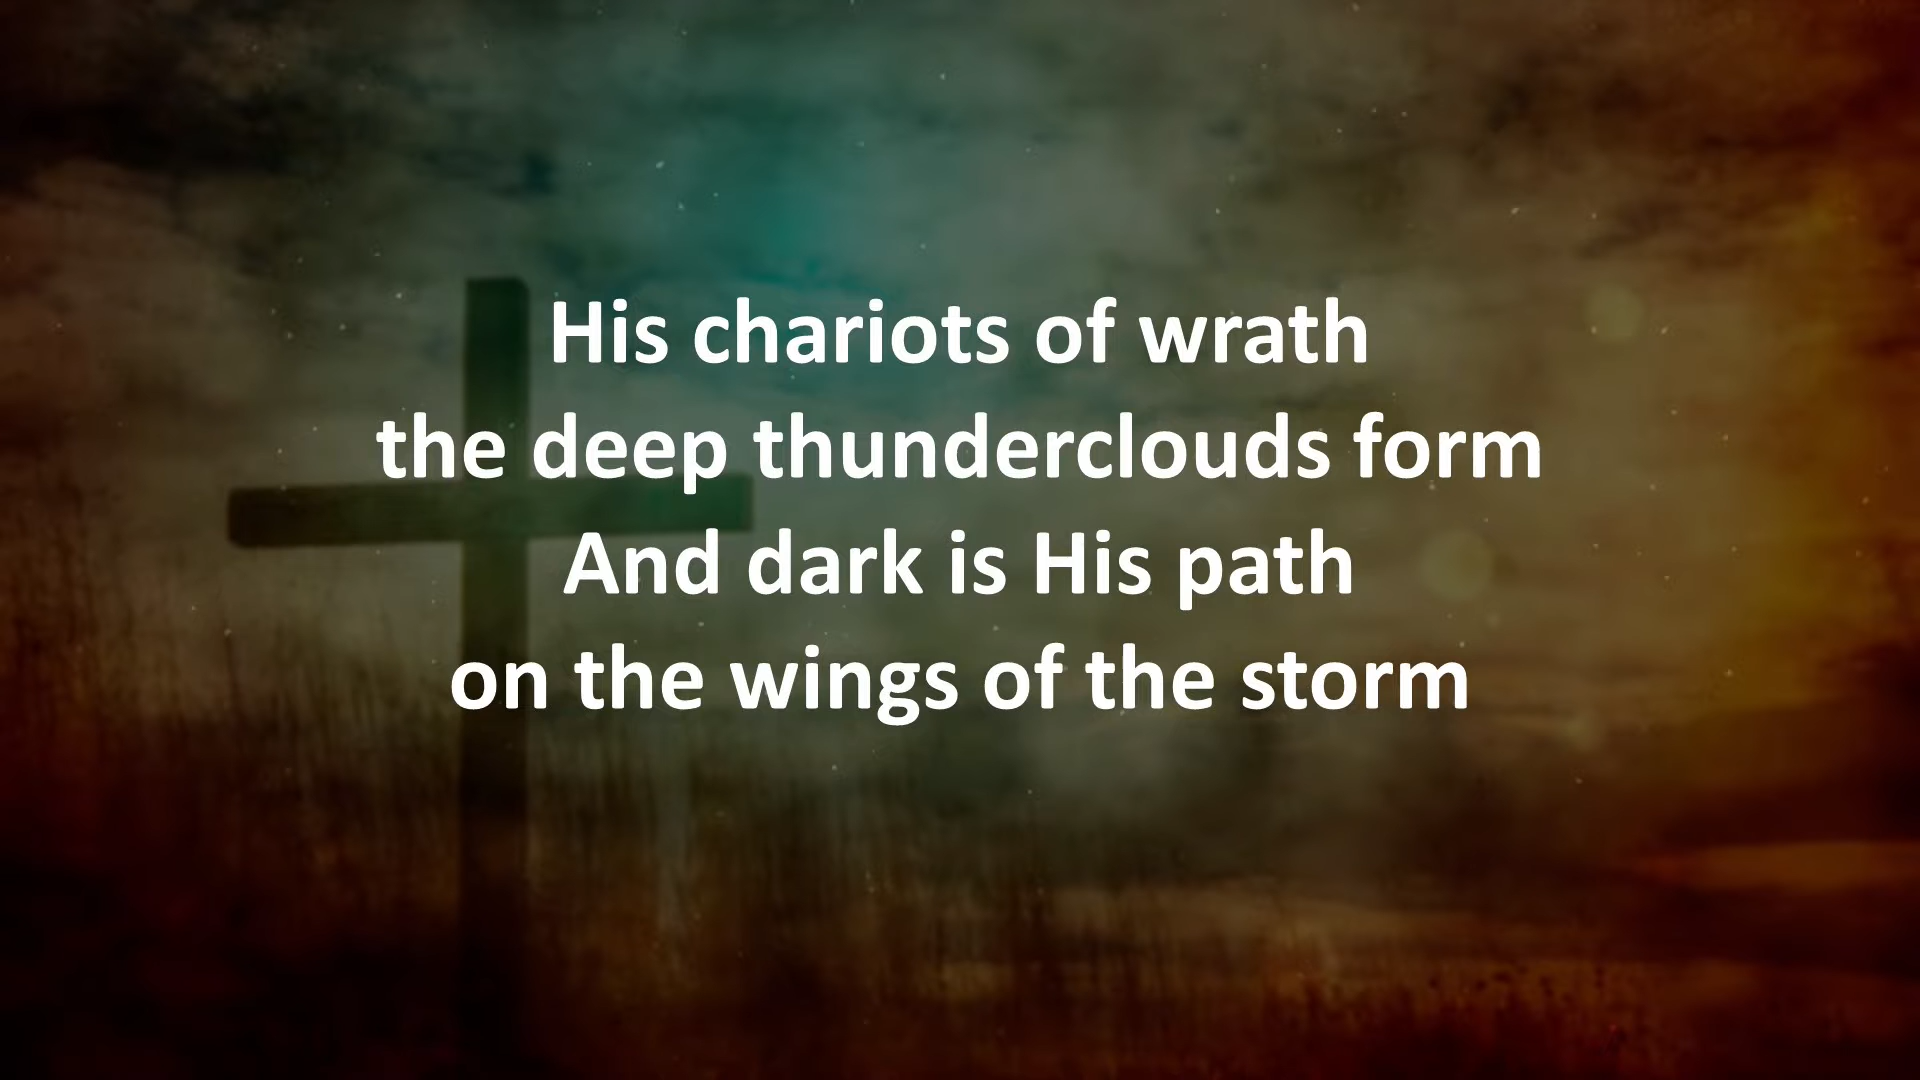 His chariots of wrath
the deep thunderclouds form
And dark is His path
on the wings of the storm